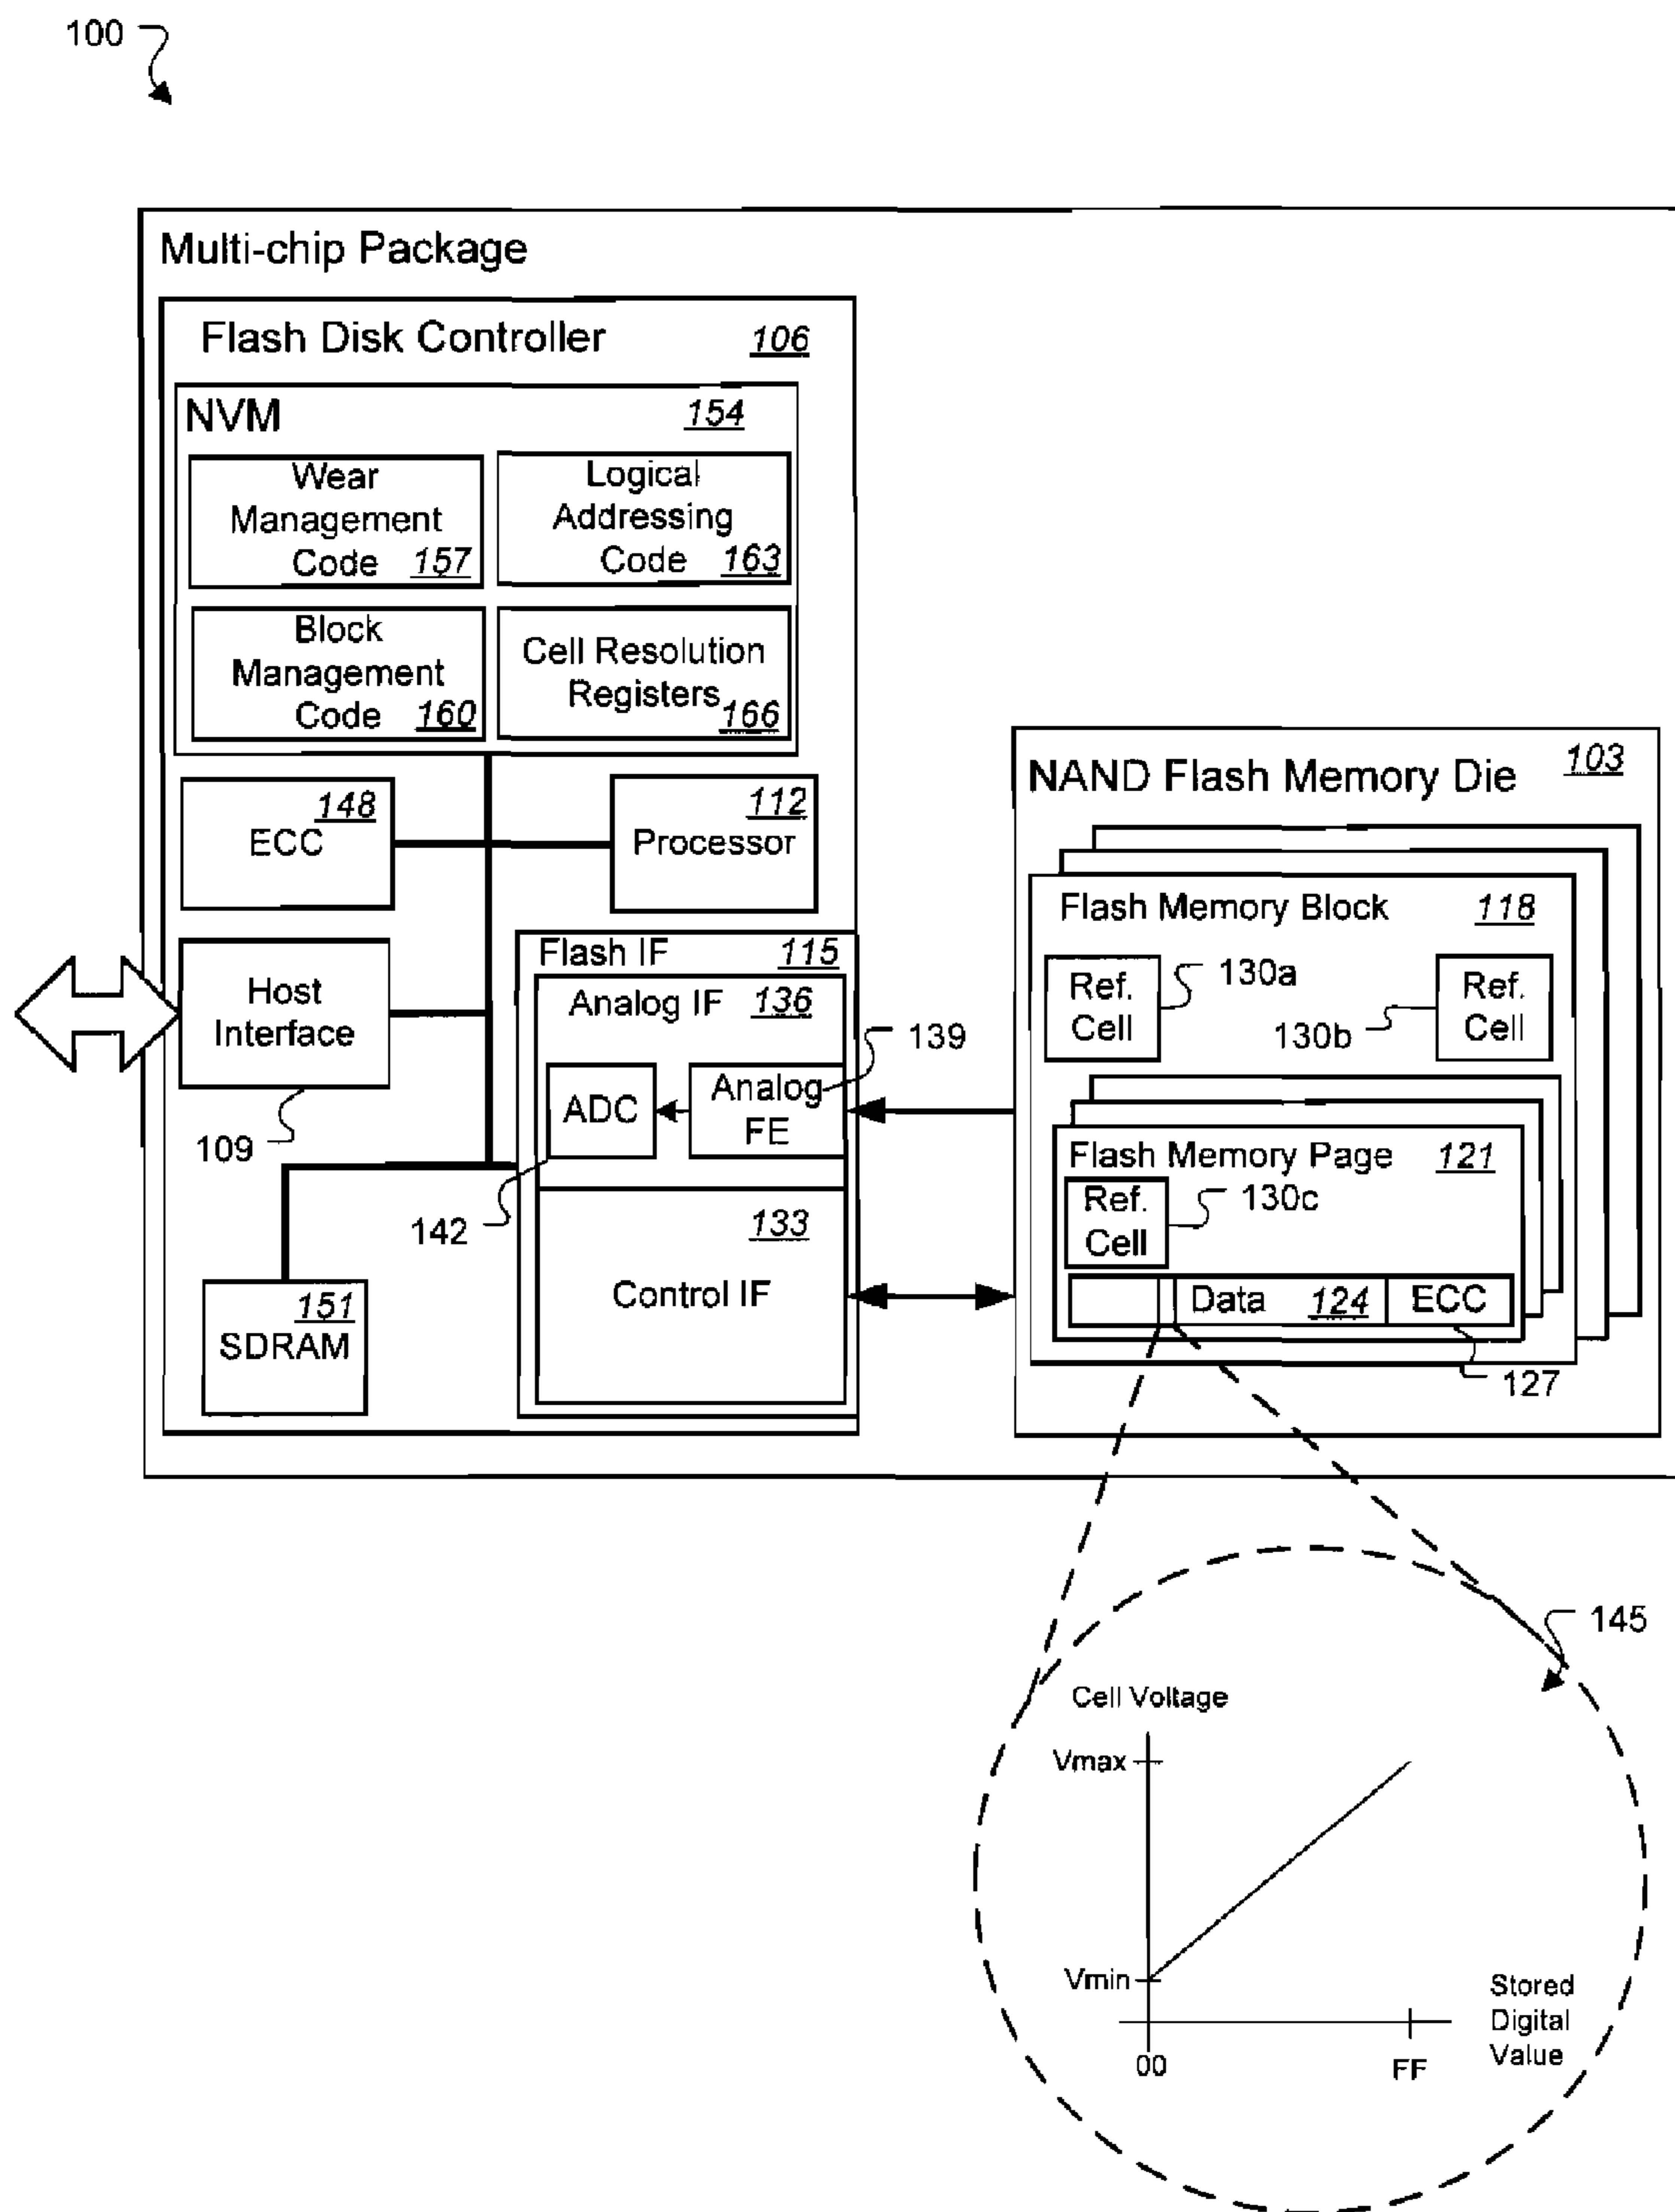 100
Multi-chip Package
Flash Disk Controller 106
NVM 154
Wear
Management
Code 157
Logical
Addressing
Code 163
Block
Management
Code 160
Cell Resolution
Registers 166
148
ECC
112
Processor
Host
Interface
109
Flash IF 115
Analog IF 136
139
ADC
Analog
FE
142
133
Control IF
151
SDRAM
NAND Flash Memory Die 103
Flash Memory Block 118
Ref.
Cell
130a
130b
Ref.
Cell
Flash Memory Page 121
Ref.
Cell
130c
Data 124 ECC
127
145
Cell Voltage
Vmax
Vmin
00
FF
Stored
Digital
Value